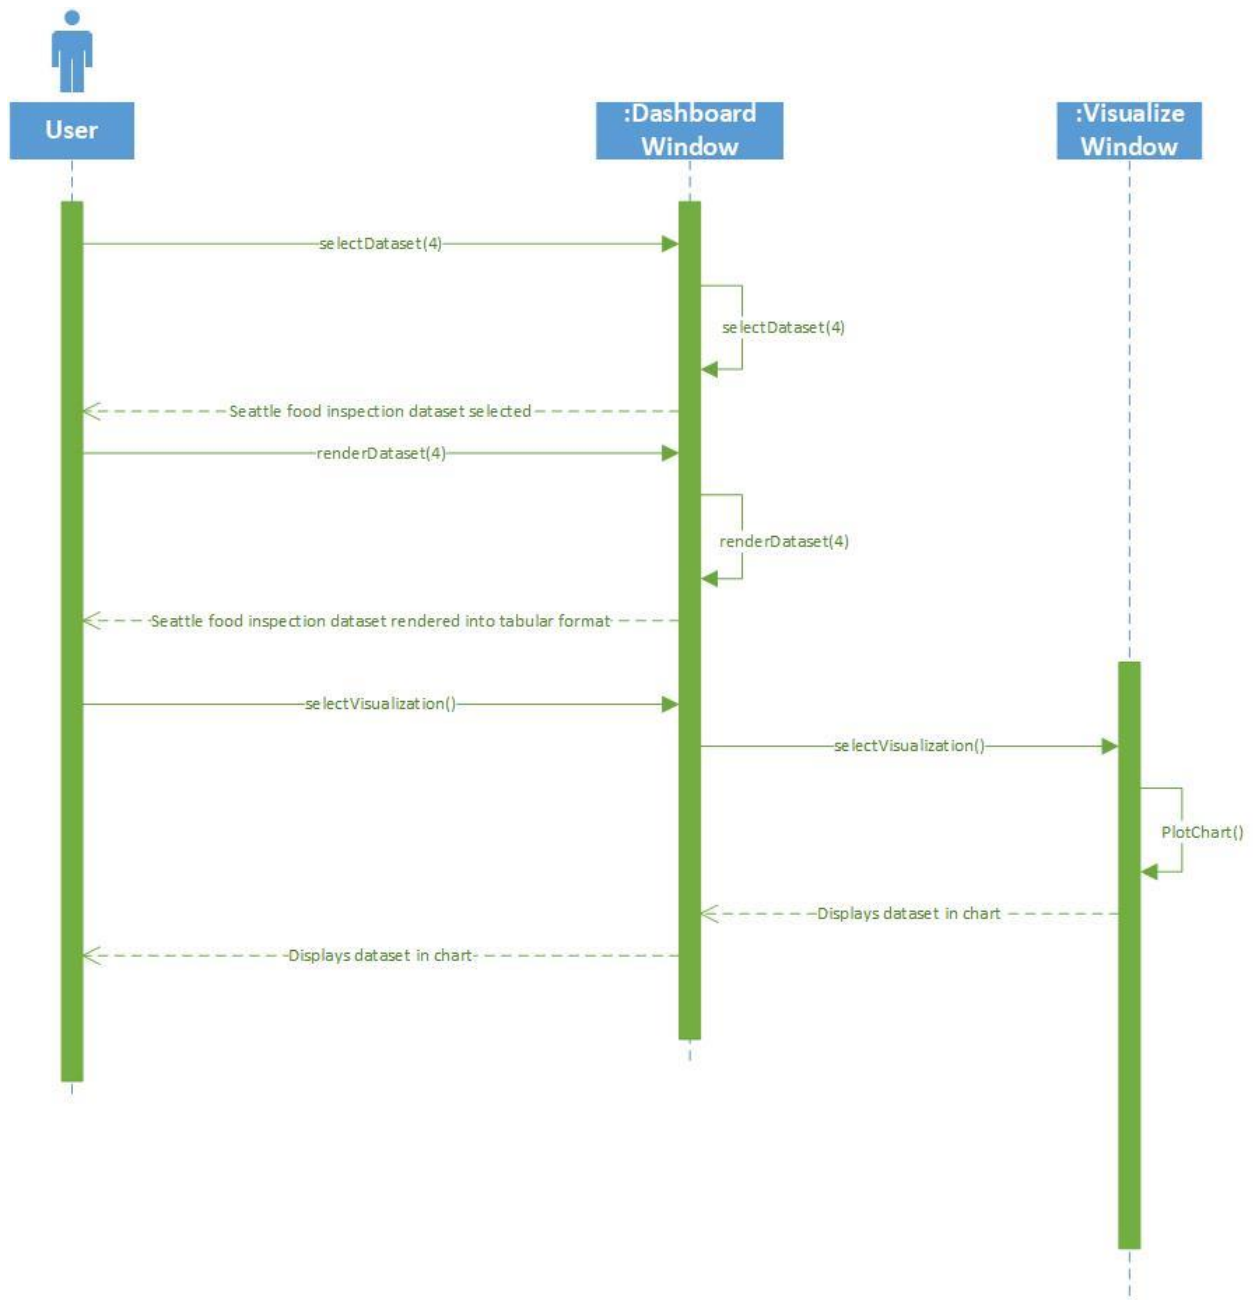 User
:Dashboard
Window
:Visualize
Window
selectDataset(4)
selectDataset(4)
Seattle food inspection dataset selected
renderDataset(4)
renderDataset(4)
Seattle food inspection dataset rendered into tabular format
selectVisualization()
selectVisualization()
PlotChart()
Displays dataset in chart
Displays dataset in chart